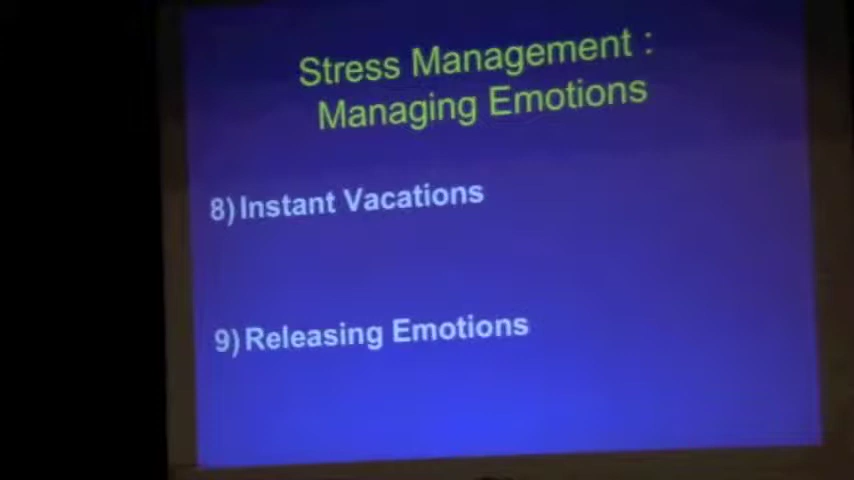 Stress Management :
Managing Emotions
8) Instant Vacations
9) Releasing Emotions